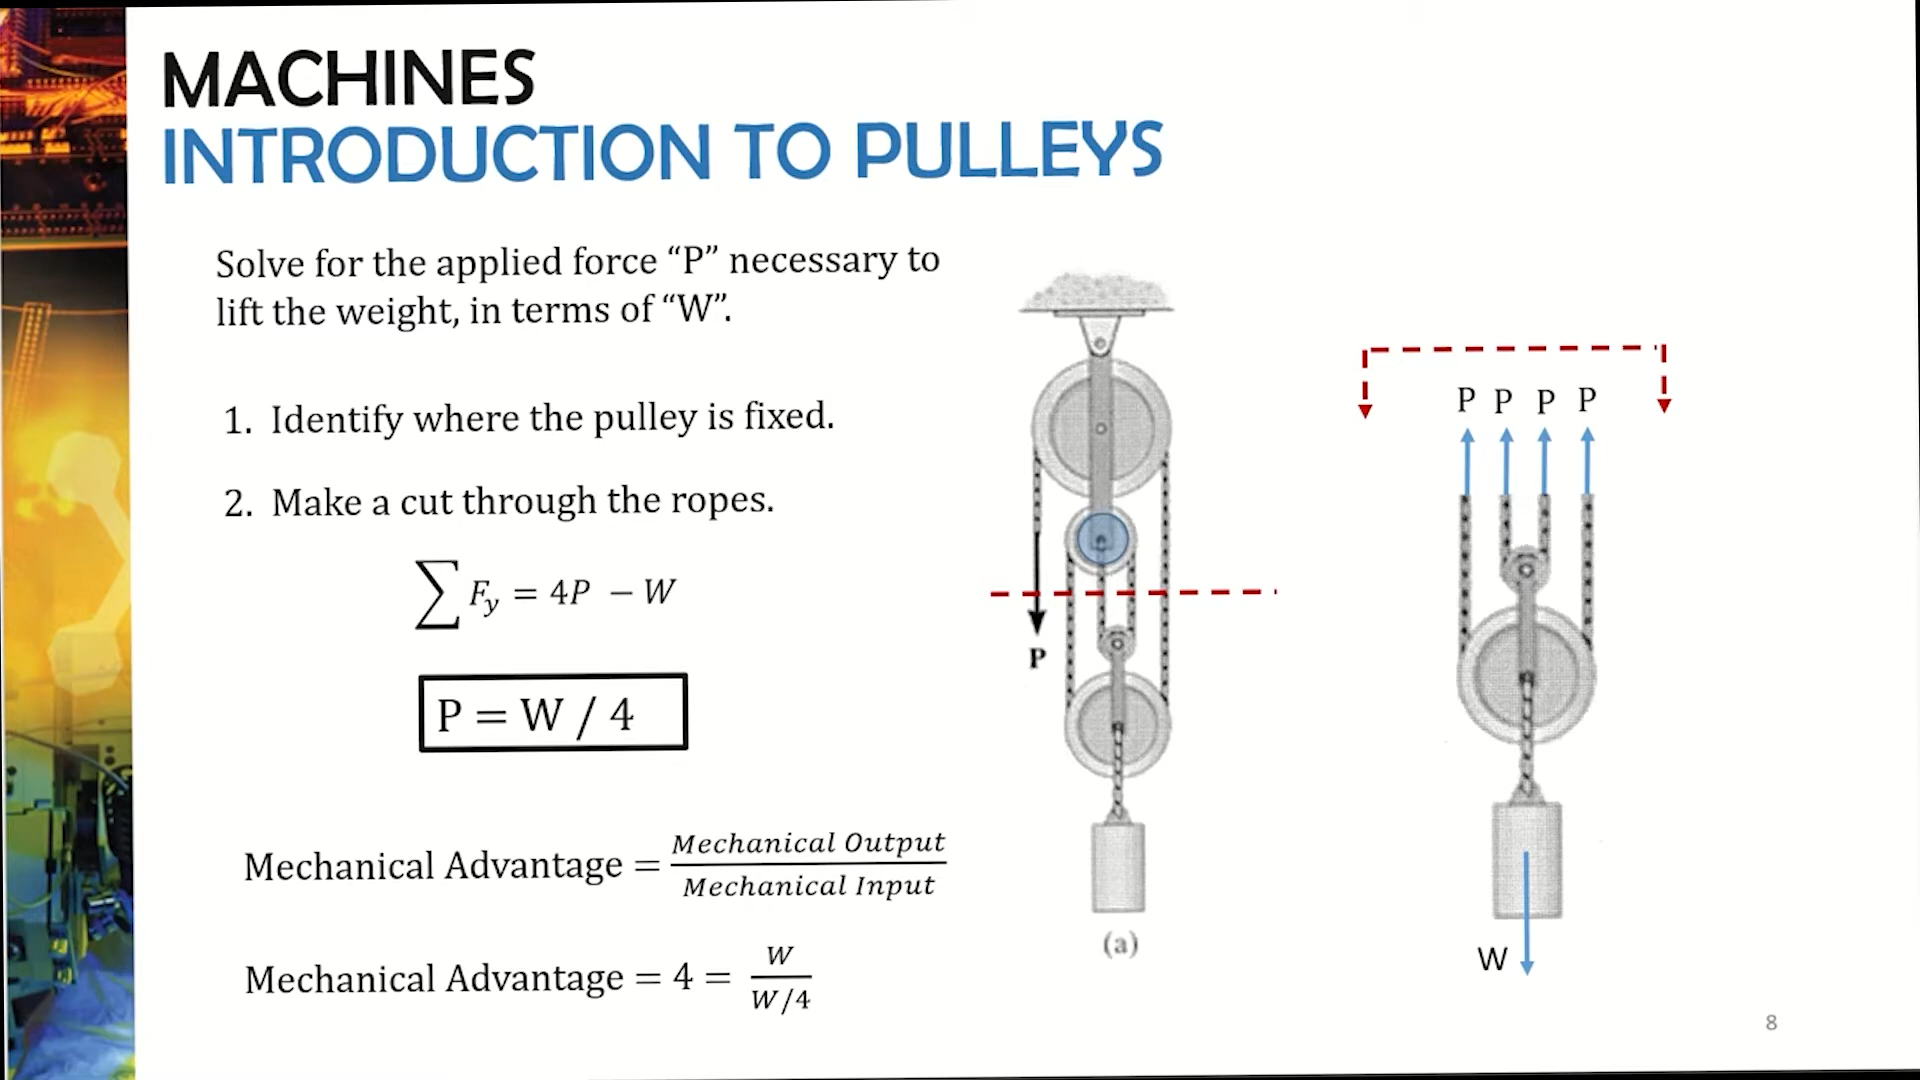 MACHINES
INTRODUCTION TO PULLEYS
Solve for the applied force “P” necessary to
lift the weight, in terms of “W”.
1. Identify where the pulley is fixed.
2. Make a cut through the ropes.
∑ F_y = 4P − W
P = W / 4
Mechanical Advantage = Mechanical Output / Mechanical Input
Mechanical Advantage = 4 = W / W/4
P
(a)
P P P P
W
8